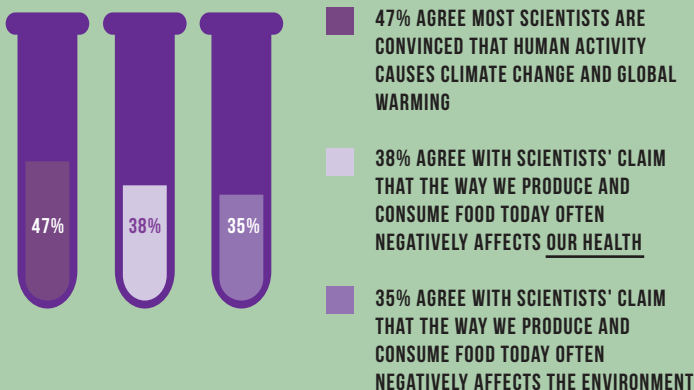 47%
38%
35%
47% AGREE MOST SCIENTISTS ARE
CONVINCED THAT HUMAN ACTIVITY
CAUSES CLIMATE CHANGE AND GLOBAL
WARMING
38% AGREE WITH SCIENTISTS' CLAIM
THAT THE WAY WE PRODUCE AND
CONSUME FOOD TODAY OFTEN
NEGATIVELY AFFECTS OUR HEALTH
35% AGREE WITH SCIENTISTS' CLAIM
THAT THE WAY WE PRODUCE AND
CONSUME FOOD TODAY OFTEN
NEGATIVELY AFFECTS THE ENVIRONMENT